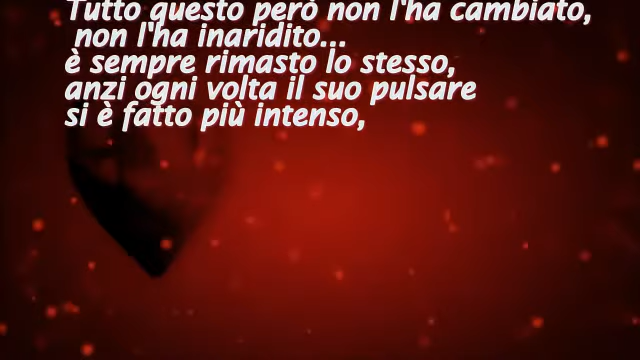 Tutto questo però non l'ha cambiato,
non l'ha inaridito...
è sempre rimasto lo stesso,
anzi ogni volta il suo pulsare
si è fatto più intenso,